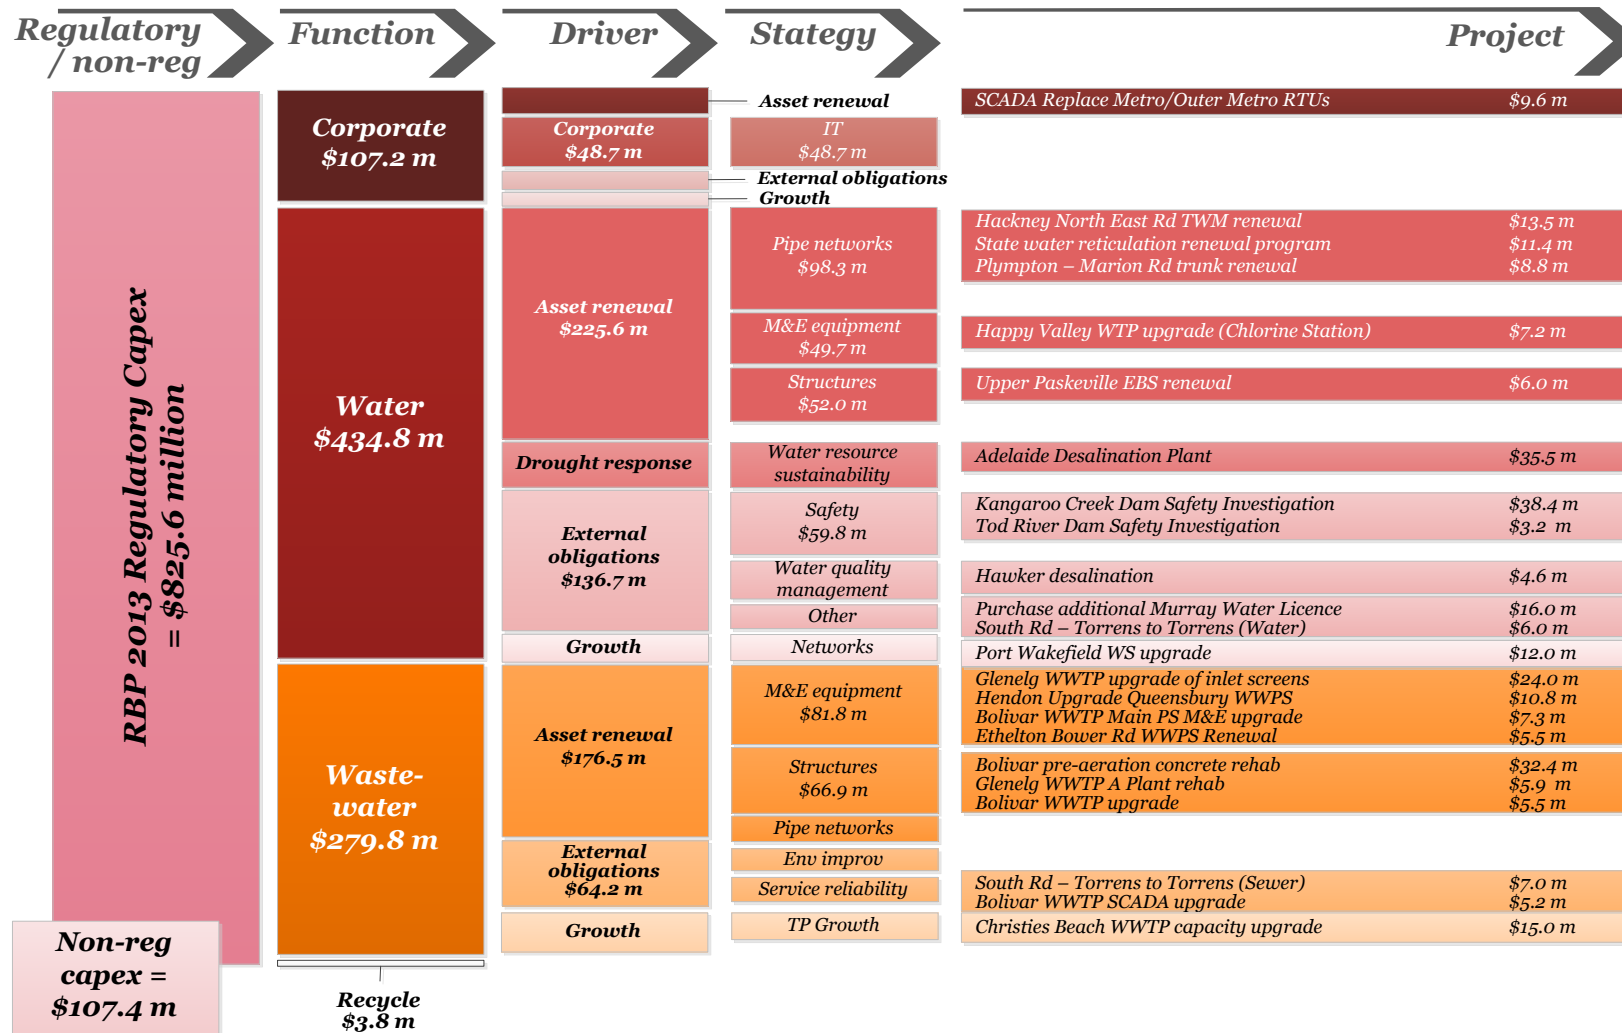 Regulatory
/ non-reg
Function
Driver
Stategy
Project
RBP 2013 Regulatory Capex
= $825.6 million
Non-reg
capex =
$107.4 m
Corporate
$107.2 m
Water
$434.8 m
Waste-
water
$279.8 m
Recycle
$3.8 m
Asset renewal
Corporate
$48.7 m
External obligations
Growth
Asset renewal
$225.6 m
Drought response
External
obligations
$136.7 m
Growth
Asset renewal
$176.5 m
External
obligations
$64.2 m
Growth
IT
$48.7 m
Pipe networks
$98.3 m
M&E equipment
$49.7 m
Structures
$52.0 m
Water resource
sustainability
Safety
$59.8 m
Water quality
management
Other
Networks
M&E equipment
$81.8 m
Structures
$66.9 m
Pipe networks
Env improv
Service reliability
TP Growth
SCADA Replace Metro/Outer Metro RTUs $9.6 m
Hackney North East Rd TWM renewal $13.5 m
State water reticulation renewal program $11.4 m
Plympton – Marion Rd trunk renewal $8.8 m
Happy Valley WTP upgrade (Chlorine Station) $7.2 m
Upper Paskeville EBS renewal $6.0 m
Adelaide Desalination Plant $35.5 m
Kangaroo Creek Dam Safety Investigation $38.4 m
Tod River Dam Safety Investigation $3.2 m
Hawker desalination $4.6 m
Purchase additional Murray Water Licence $16.0 m
South Rd – Torrens to Torrens (Water) $6.0 m
Port Wakefield WS upgrade $12.0 m
Glenelg WWTP upgrade of inlet screens $24.0 m
Hendon Upgrade Queensbury WWPS $10.8 m
Bolivar WWTP Main PS M&E upgrade $7.3 m
Ethelton Bower Rd WWPS Renewal $5.5 m
Bolivar pre-aeration concrete rehab $32.4 m
Glenelg WWTP A Plant rehab $5.9 m
Bolivar WWTP upgrade $5.5 m
South Rd – Torrens to Torrens (Sewer) $7.0 m
Bolivar WWTP SCADA upgrade $5.2 m
Christies Beach WWTP capacity upgrade $15.0 m